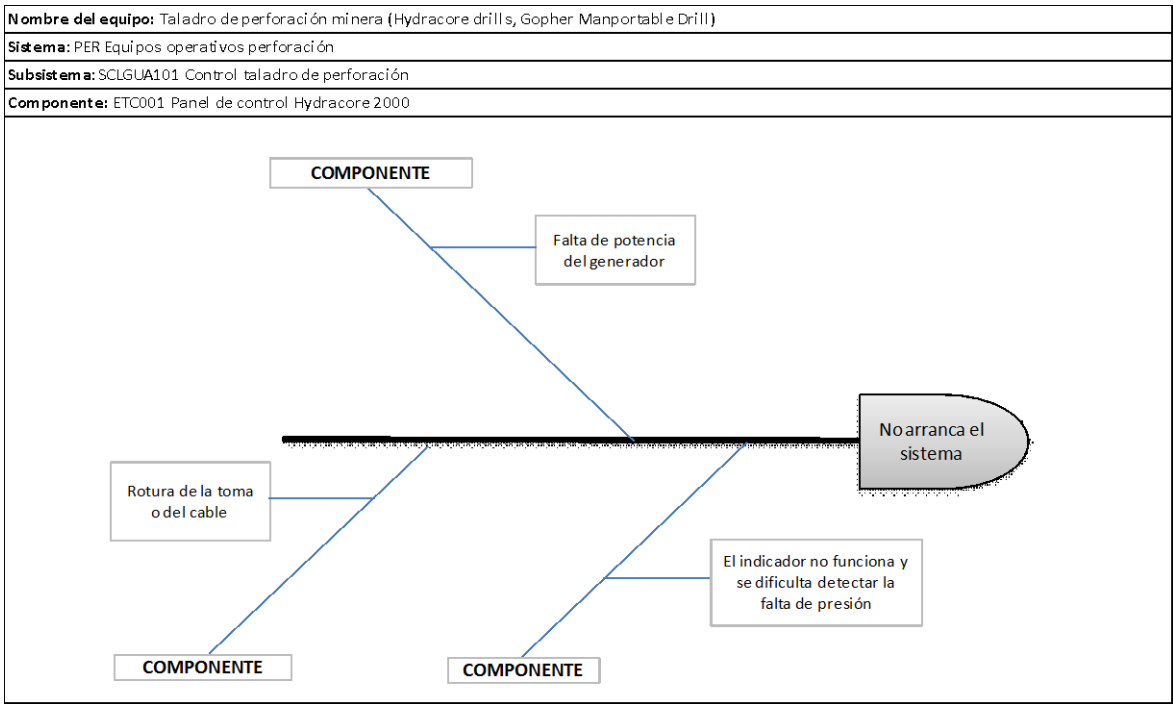 Nombre del equipo: Taladro de perforación minera (Hydracore drills, Gopher Manportable Drill)
Sistema: PER Equipos operativos perforación
Subsistema: SCLGUA101 Control taladro de perforación
Componente: ETC001 Panel de control Hydracore 2000
COMPONENTE
Falta de potencia
del generador
No arranca el
sistema
Rotura de la toma
o del cable
El indicador no funciona y
se dificulta detectar la
falta de presión
COMPONENTE
COMPONENTE